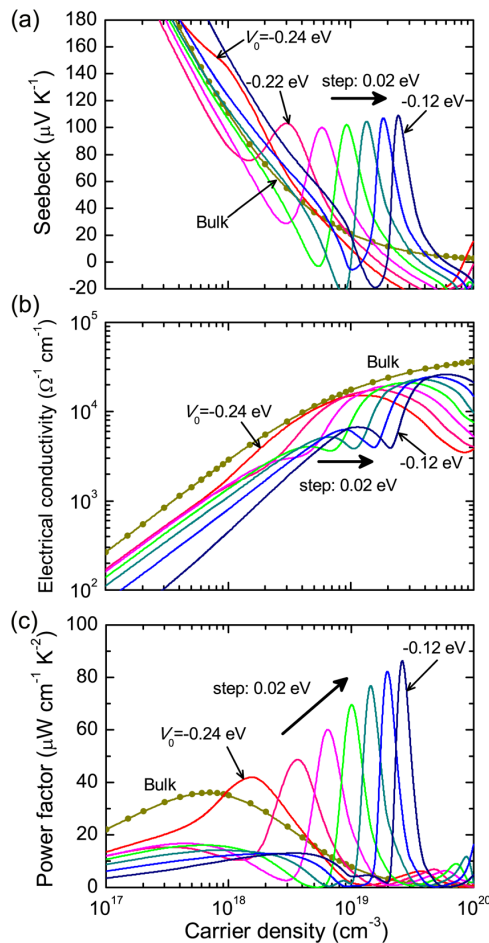 (a)
180
160
140
120
100
80
60
40
20
0
-20
Seebeck (μV K⁻¹)
V₀=-0.24 eV
-0.22 eV
step: 0.02 eV
-0.12 eV
Bulk
(b)
10⁵
10⁴
10³
10²
Electrical conductivity (Ω⁻¹ cm⁻¹)
Bulk
V₀=-0.24 eV
-0.12 eV
step: 0.02 eV
(c)
100
80
60
40
20
0
Power factor (μW cm⁻¹ K⁻²)
-0.12 eV
step: 0.02 eV
V₀=-0.24 eV
Bulk
10¹⁷
10¹⁸
10¹⁹
10²⁰
Carrier density (cm⁻³)